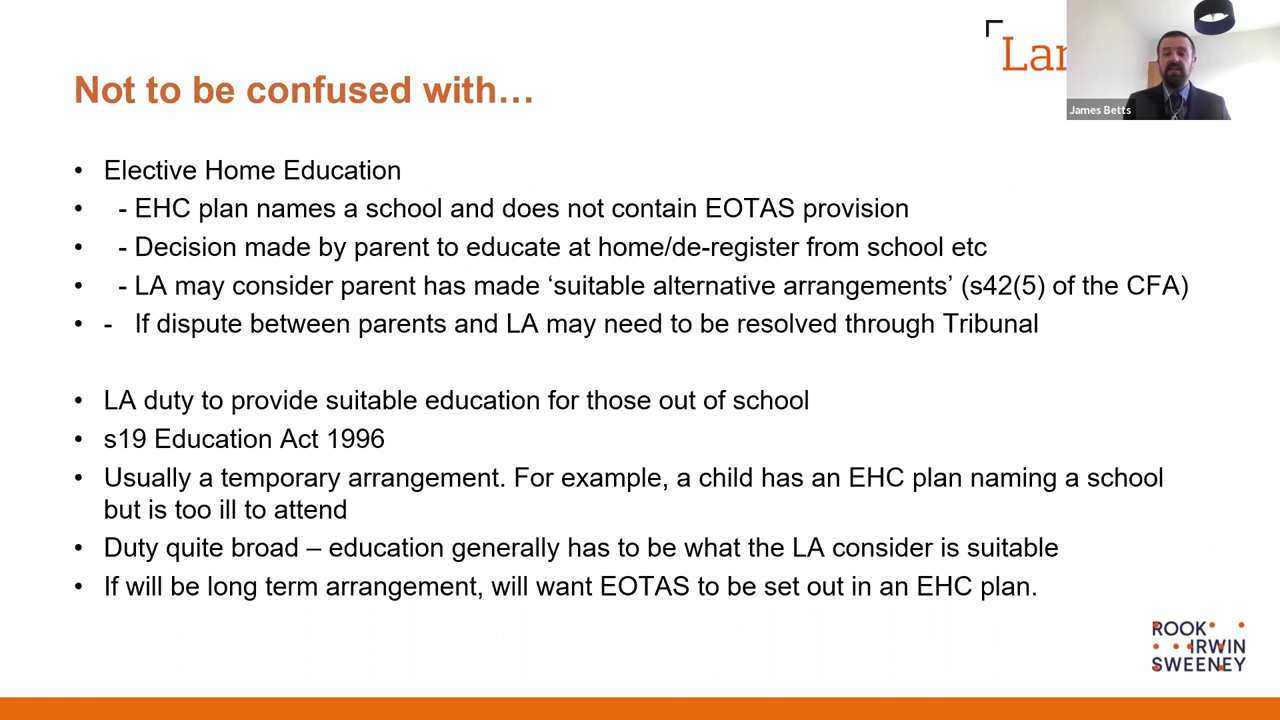 Lar
James Betts
Not to be confused with…
• Elective Home Education
• - EHC plan names a school and does not contain EOTAS provision
• - Decision made by parent to educate at home/de-register from school etc
• - LA may consider parent has made ‘suitable alternative arrangements’ (s42(5) of the CFA)
• - If dispute between parents and LA may need to be resolved through Tribunal
• LA duty to provide suitable education for those out of school
• s19 Education Act 1996
• Usually a temporary arrangement. For example, a child has an EHC plan naming a school
but is too ill to attend
• Duty quite broad – education generally has to be what the LA consider is suitable
• If will be long term arrangement, will want EOTAS to be set out in an EHC plan.
ROOK
IRWIN
SWEENEY